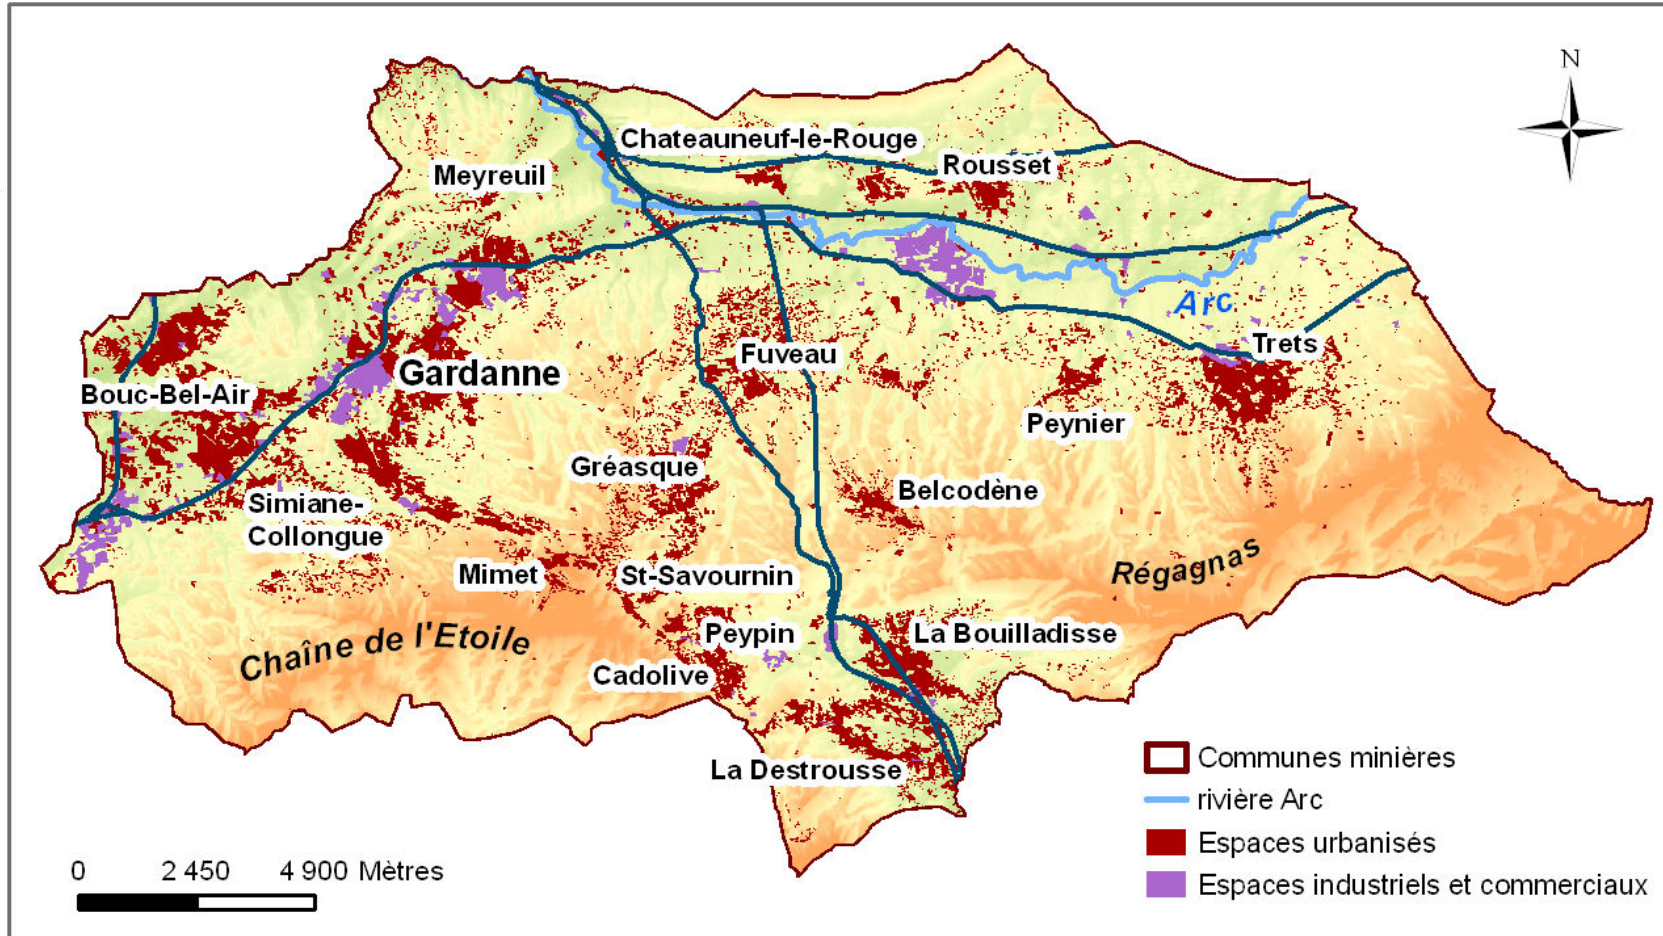 N
Chateauneuf-le-Rouge
Rousset
Meyreuil
Arc
Trets
Fuveau
Gardanne
Bouc-Bel-Air
Peynier
Gréasque
Belcodène
Simiane-
Collongue
Mimet
St-Savournin
Régagnas
Chaîne de l'Etoile
Peypin
La Bouilladisse
Cadolive
La Destrousse
Communes minières
rivière Arc
Espaces urbanisés
Espaces industriels et commerciaux
0 2 450 4 900 Mètres